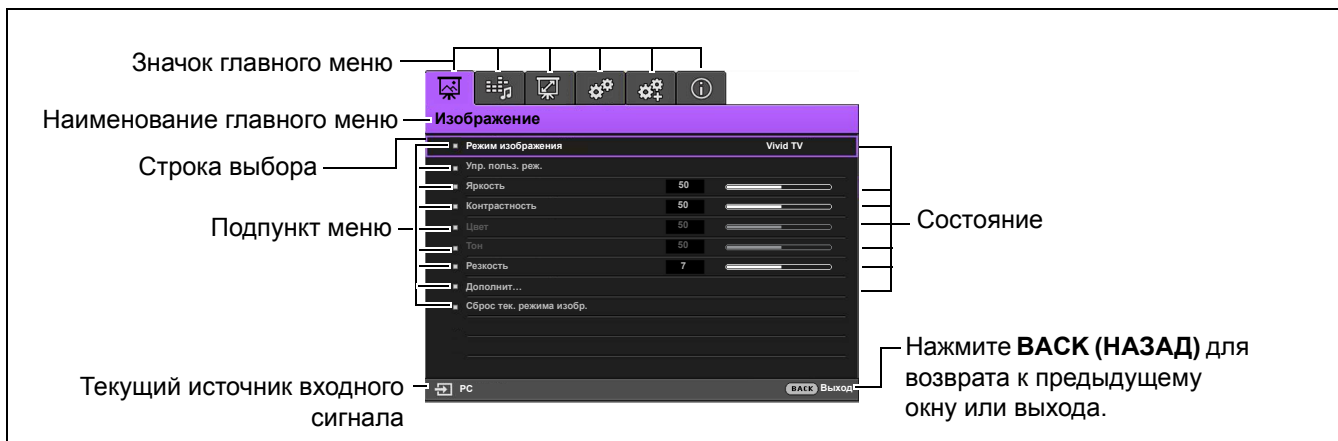 Значок главного меню
Наименование главного меню
Изображение
Строка выбора
Режим изображения Vivid TV
Упр. польз. реж.
Яркость 50
Контрастность 50
Подпункт меню
Состояние
Цвет 50
Тон 50
Резкость 7
Дополнит...
Сброс тек. режима изобр.
Нажмите BACK (НАЗАД) для
возврата к предыдущему
окну или выхода.
Текущий источник входного
сигнала
PC
BACK Выход